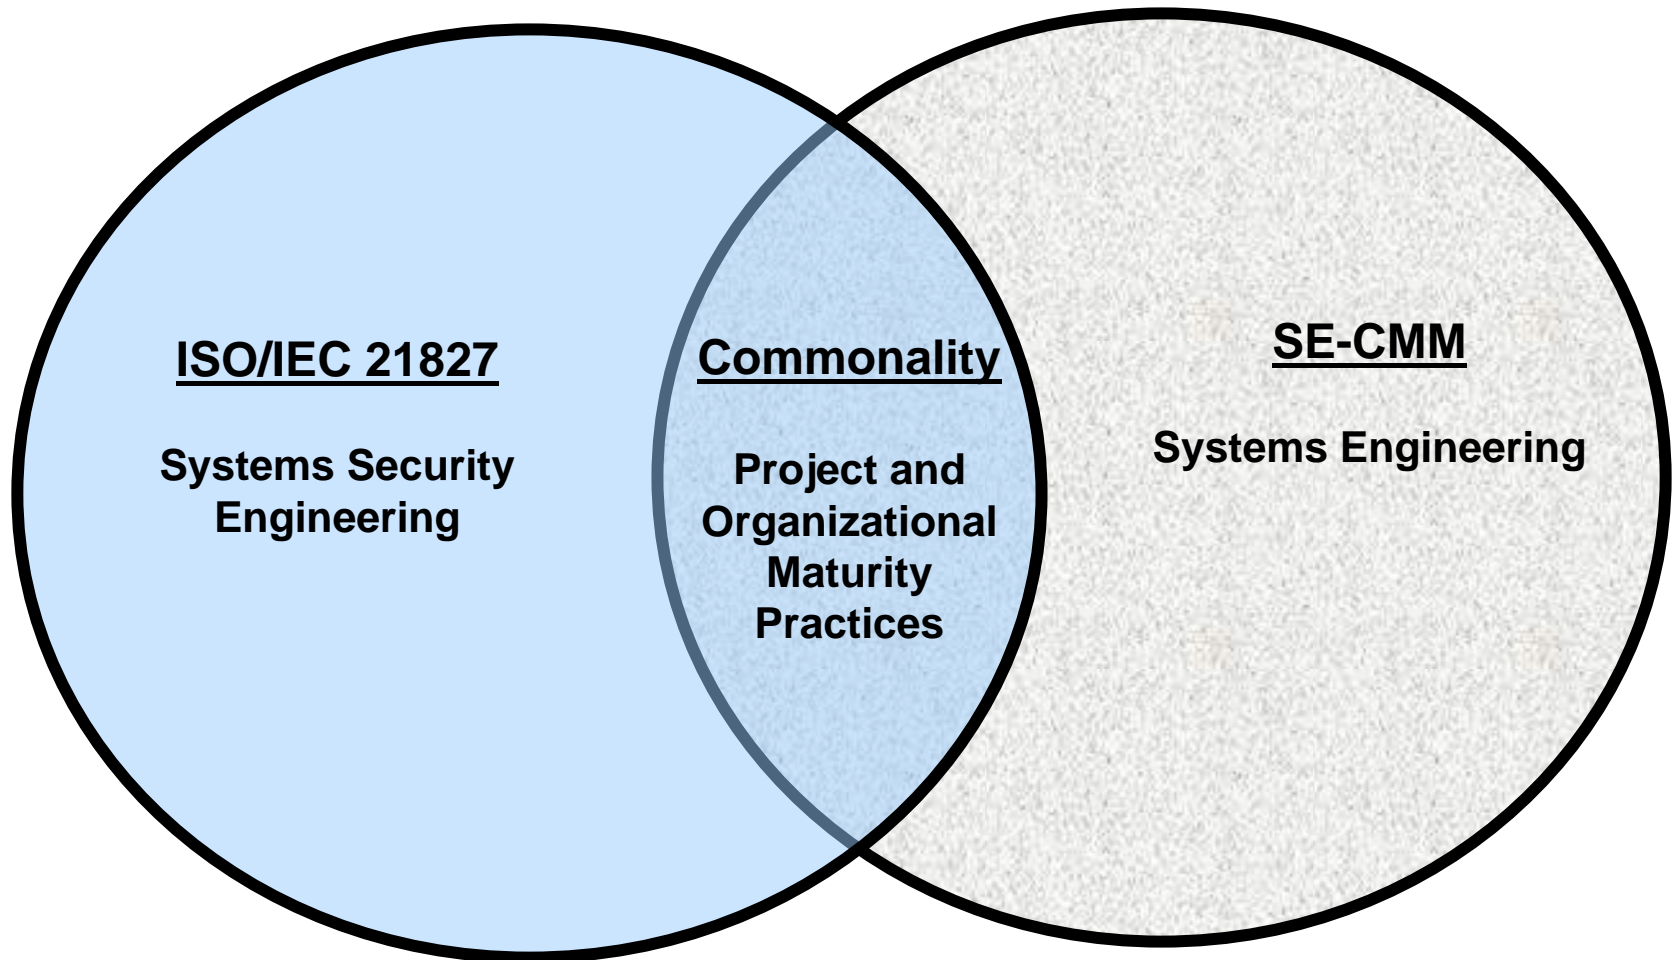 ISO/IEC 21827
Systems Security
Engineering
Commonality
Project and
Organizational
Maturity
Practices
SE-CMM
Systems Engineering